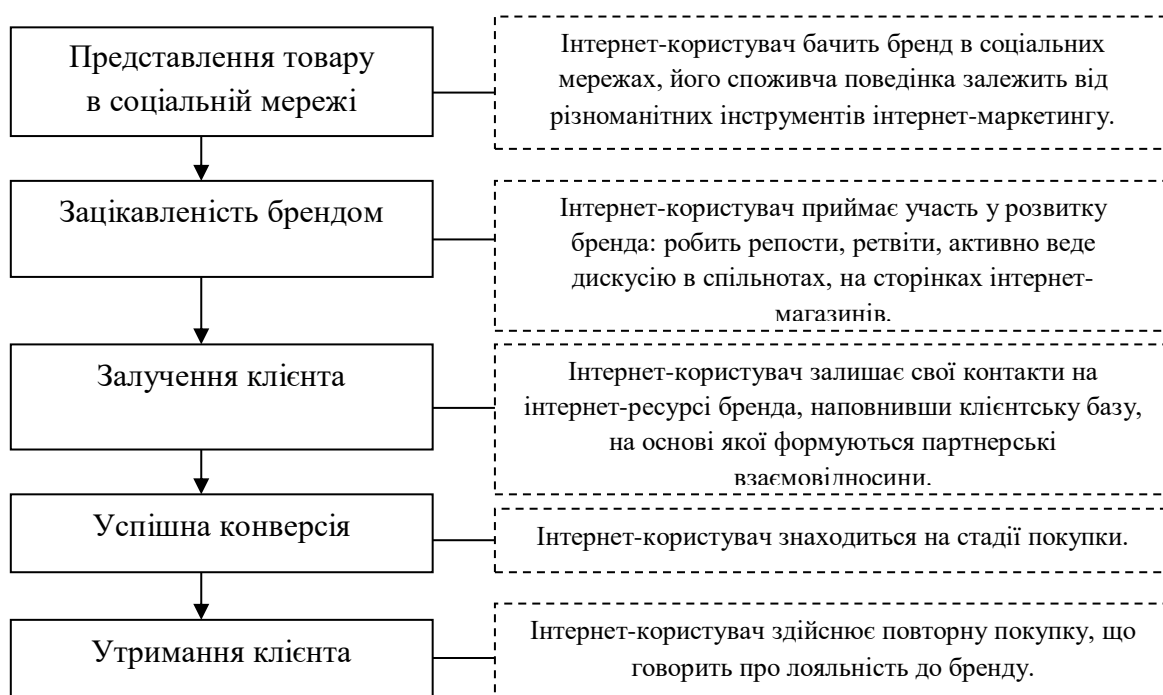 Представлення товару
в соціальній мережі
Інтернет-користувач бачить бренд в соціальних
мережах, його споживча поведінка залежить від
різноманітних інструментів інтернет-маркетингу.
Зацікавленість брендом
Інтернет-користувач приймає участь у розвитку
бренда: робить репости, ретвіти, активно веде
дискусію в спільнотах, на сторінках інтернет-
магазинів.
Залучення клієнта
Інтернет-користувач залишає свої контакти на
інтернет-ресурсі бренда, наповнивши клієнтську базу,
на основі якої формуються партнерські
взаємовідносини.
Успішна конверсія
Інтернет-користувач знаходиться на стадії покупки.
Утримання клієнта
Інтернет-користувач здійснює повторну покупку, що
говорить про лояльність до бренду.